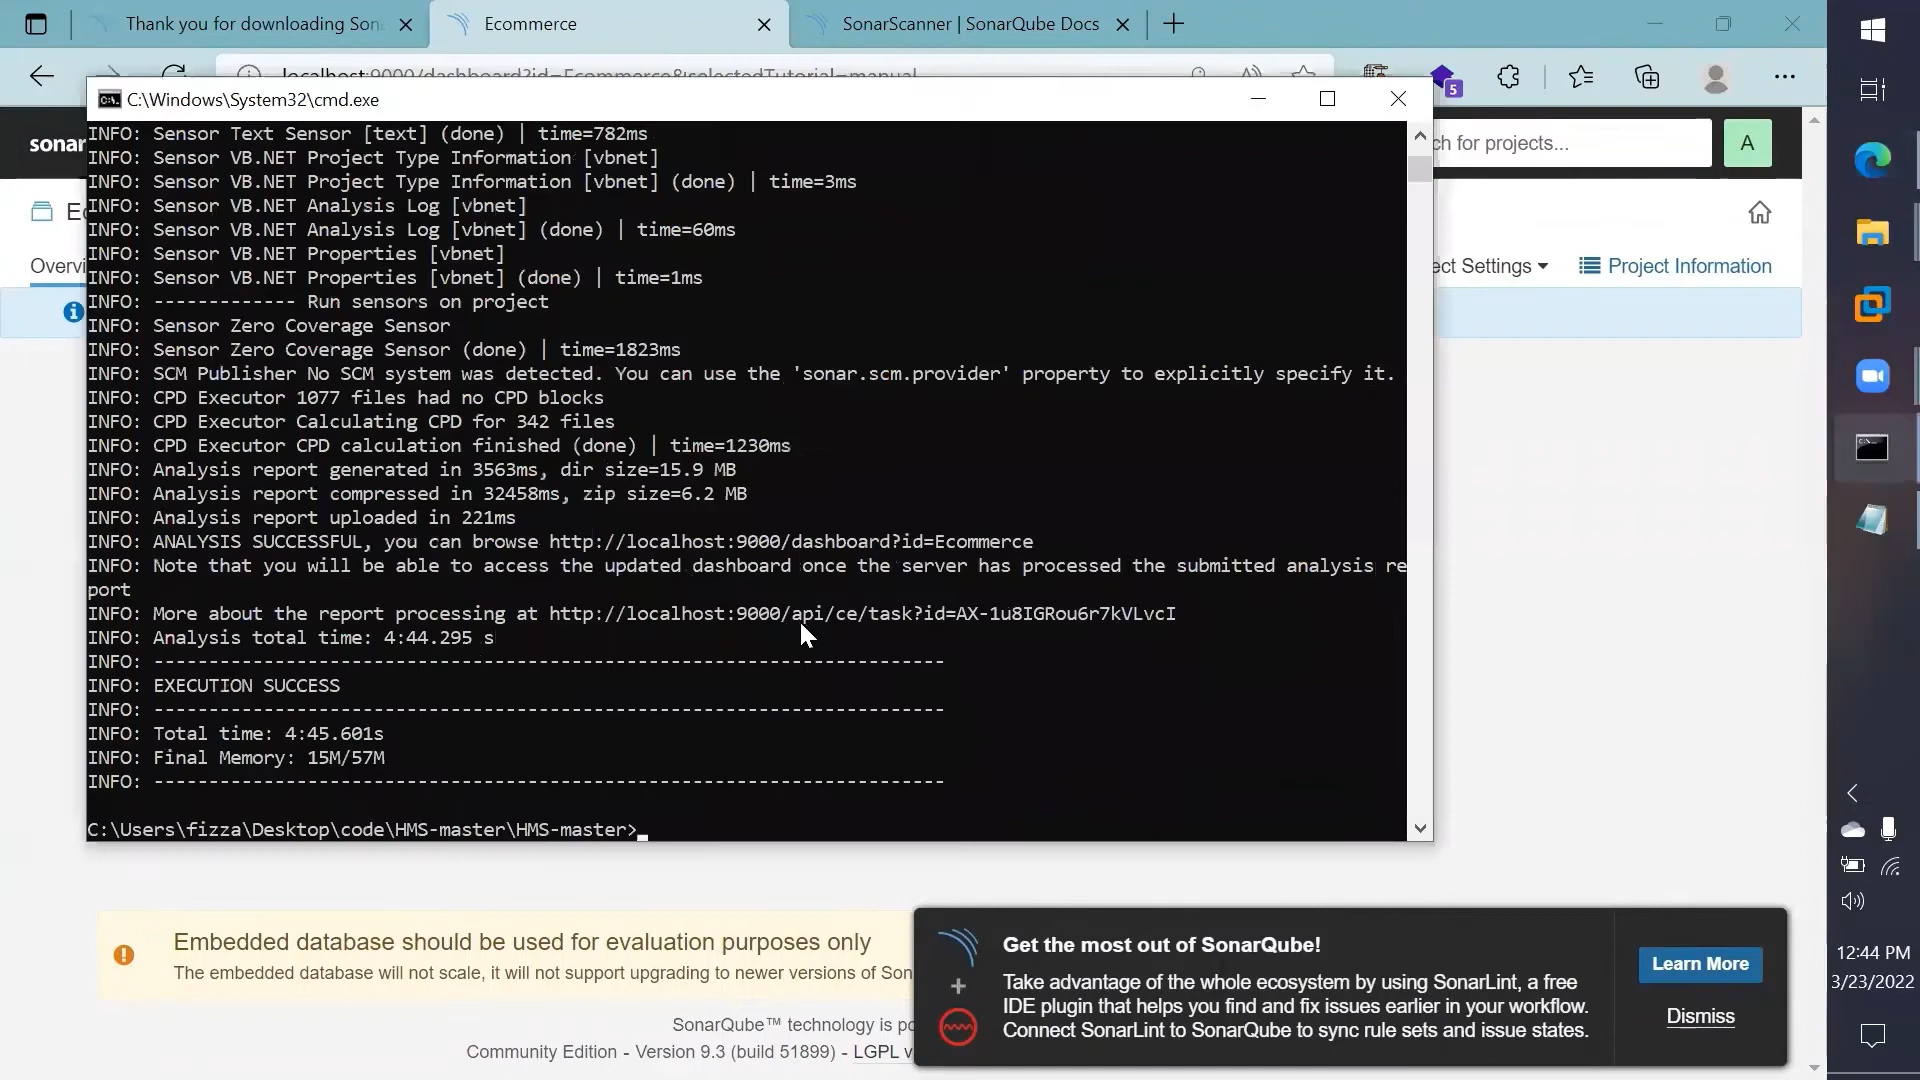 Thank you for downloading Son
Ecommerce
SonarScanner | SonarQube Docs
localhost:9000/dashboard?id=Ecommerce&selectedTutorial=manual
5
C:\Windows\System32\cmd.exe
sonar
ch for projects...
A
INFO: Sensor Text Sensor [text] (done) | time=782ms
INFO: Sensor VB.NET Project Type Information [vbnet]
INFO: Sensor VB.NET Project Type Information [vbnet] (done) | time=3ms
INFO: Sensor VB.NET Analysis Log [vbnet]
INFO: Sensor VB.NET Analysis Log [vbnet] (done) | time=60ms
INFO: Sensor VB.NET Properties [vbnet]
INFO: Sensor VB.NET Properties [vbnet] (done) | time=1ms
INFO: ------------- Run sensors on project
INFO: Sensor Zero Coverage Sensor
INFO: Sensor Zero Coverage Sensor (done) | time=1823ms
INFO: SCM Publisher No SCM system was detected. You can use the 'sonar.scm.provider' property to explicitly specify it.
INFO: CPD Executor 1077 files had no CPD blocks
INFO: CPD Executor Calculating CPD for 342 files
INFO: CPD Executor CPD calculation finished (done) | time=1230ms
INFO: Analysis report generated in 3563ms, dir size=15.9 MB
INFO: Analysis report compressed in 32458ms, zip size=6.2 MB
INFO: Analysis report uploaded in 221ms
INFO: ANALYSIS SUCCESSFUL, you can browse http://localhost:9000/dashboard?id=Ecommerce
INFO: Note that you will be able to access the updated dashboard once the server has processed the submitted analysis re
port
INFO: More about the report processing at http://localhost:9000/api/ce/task?id=AX-1u8IGRou6r7kVLvcI
INFO: Analysis total time: 4:44.295 s
INFO: ------------------------------------------------------------------------
INFO: EXECUTION SUCCESS
INFO: ------------------------------------------------------------------------
INFO: Total time: 4:45.601s
INFO: Final Memory: 15M/57M
INFO: ------------------------------------------------------------------------
C:\Users\fizza\Desktop\code\HMS-master\HMS-master>
Ec
Overvi
ect Settings
Project Information
Embedded database should be used for evaluation purposes only
The embedded database will not scale, it will not support upgrading to newer versions of Son
SonarQube™ technology is po
Community Edition - Version 9.3 (build 51899) - LGPL v
Get the most out of SonarQube!
Take advantage of the whole ecosystem by using SonarLint, a free
IDE plugin that helps you find and fix issues earlier in your workflow.
Connect SonarLint to SonarQube to sync rule sets and issue states.
Learn More
Dismiss
12:44 PM
3/23/2022